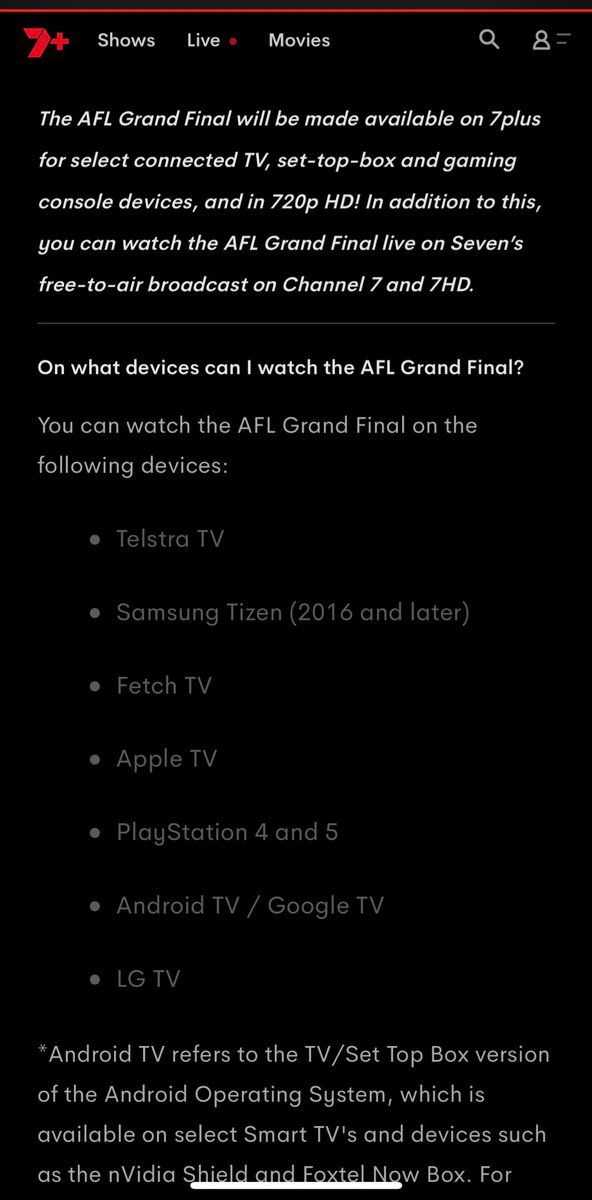 7+ Shows Live Movies
The AFL Grand Final will be made available on 7plus
for select connected TV, set-top-box and gaming
console devices, and in 720p HD! In addition to this,
you can watch the AFL Grand Final live on Seven’s
free-to-air broadcast on Channel 7 and 7HD.
On what devices can I watch the AFL Grand Final?
You can watch the AFL Grand Final on the
following devices:
• Telstra TV
• Samsung Tizen (2016 and later)
• Fetch TV
• Apple TV
• PlayStation 4 and 5
• Android TV / Google TV
• LG TV
*Android TV refers to the TV/Set Top Box version
of the Android Operating System, which is
available on select Smart TV's and devices such
as the nVidia Shield and Foxtel Now Box. For